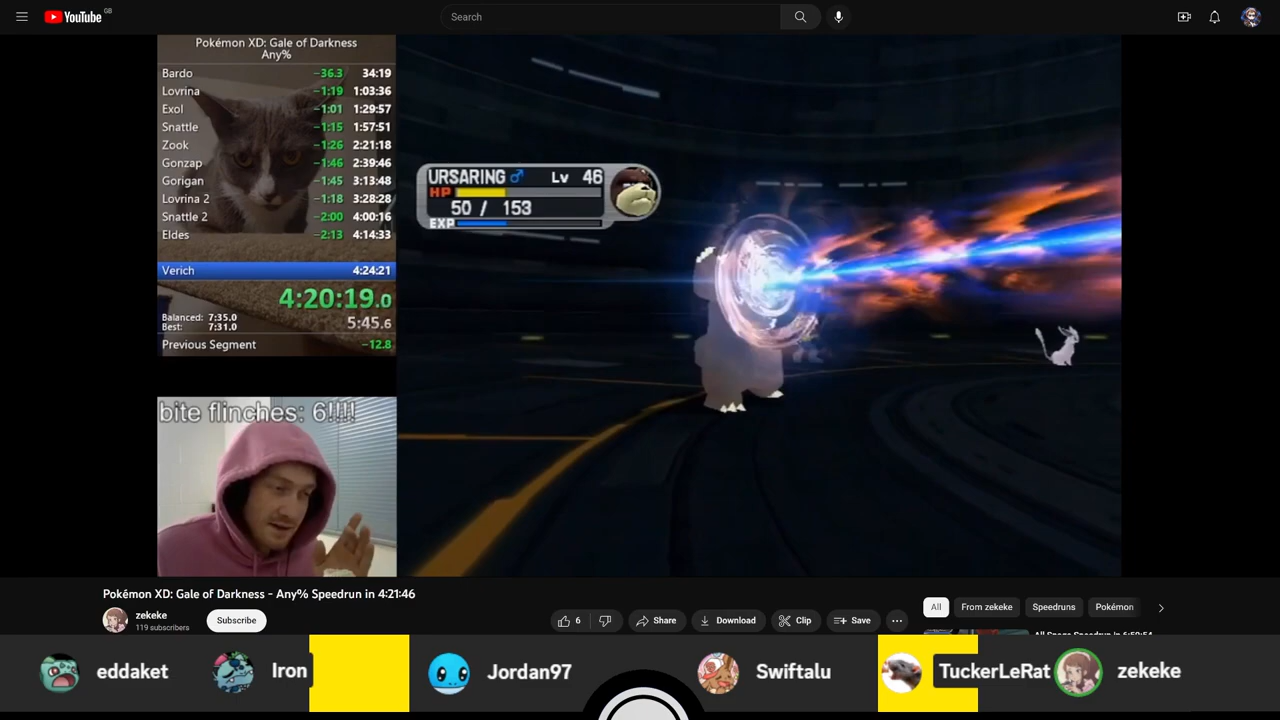 YouTube GB
Search
Pokémon XD: Gale of Darkness
Any%
Bardo -36.3 34:19
Lovrina -1:19 1:03:36
Exol -1:01 1:29:57
Snattle -1:15 1:57:51
Zook -1:26 2:21:18
Gonzap -1:46 2:39:46
Gorigan -1:45 3:13:48
Lovrina 2 -1:18 3:28:28
Snattle 2 -2:00 4:00:16
Eldes -2:13 4:14:33
Verich 4:24:21
4:20:19.0
Balanced: 7:35.0
Best: 7:31.0
5:45.6
Previous Segment -12.8
URSARING ♂ Lv 46
HP
50 / 153
EXP
bite flinches: 6!!!!
Pokémon XD: Gale of Darkness - Any% Speedrun in 4:21:46
zekeke
119 subscribers
Subscribe
6
Share
Download
Clip
Save
All
From zekeke
Speedruns
Pokémon
eddaket
Iron
Jordan97
Swiftalu
TuckerLeRat
zekeke